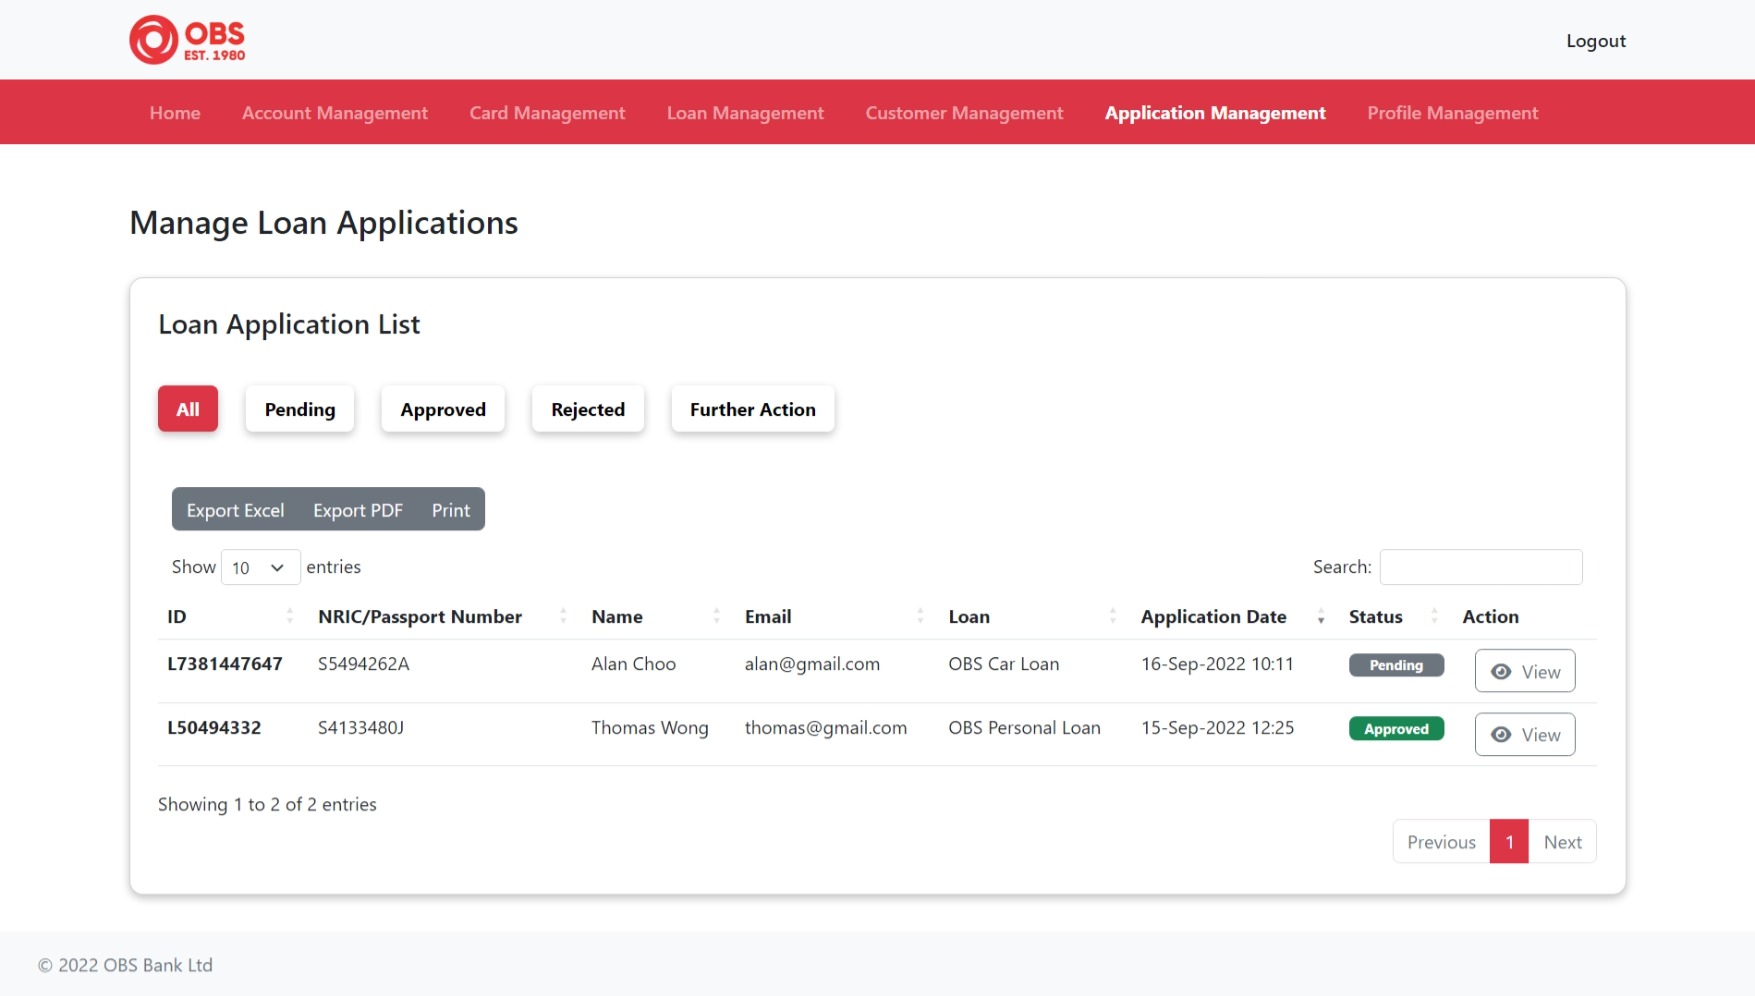 OBS
EST. 1980
Logout
Home Account Management Card Management Loan Management Customer Management Application Management Profile Management
Manage Loan Applications
Loan Application List
All Pending Approved Rejected Further Action
Export Excel Export PDF Print
Show 10 entries Search:
ID NRIC/Passport Number Name Email Loan Application Date Status Action
L7381447647 S5494262A Alan Choo alan@gmail.com OBS Car Loan 16-Sep-2022 10:11 Pending View
L50494332 S4133480J Thomas Wong thomas@gmail.com OBS Personal Loan 15-Sep-2022 12:25 Approved View
Showing 1 to 2 of 2 entries
Previous 1 Next
© 2022 OBS Bank Ltd